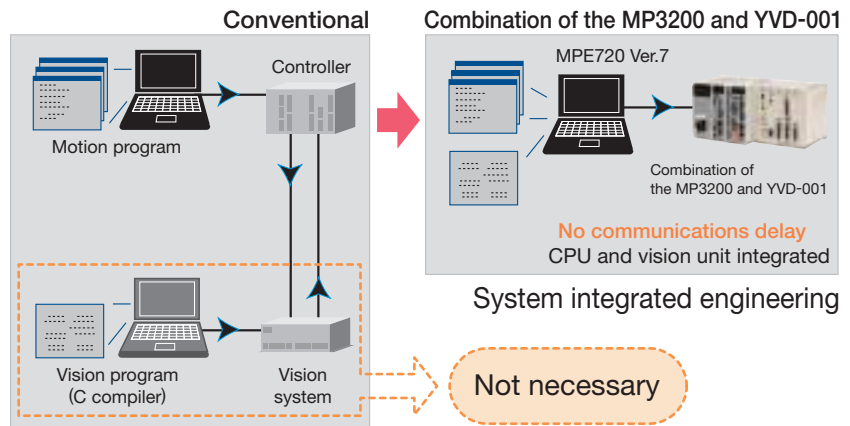 Conventional
Controller
Motion program
Vision program
(C compiler)
Vision
system
Combination of the MP3200 and YVD-001
MPE720 Ver.7
Combination of
the MP3200 and YVD-001
No communications delay
CPU and vision unit integrated
System integrated engineering
Not necessary